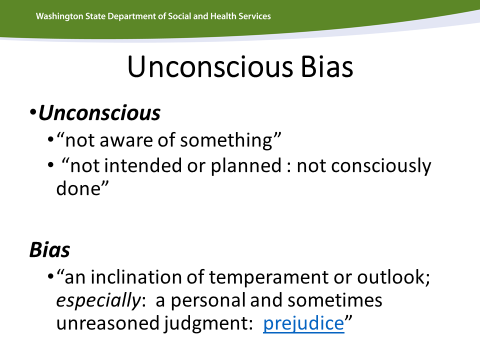 Washington State Department of Social and Health Services
Unconscious Bias
•Unconscious
•“not aware of something”
• “not intended or planned : not consciously
done”
Bias
•“an inclination of temperament or outlook;
especially:  a personal and sometimes
unreasoned judgment:  prejudice”